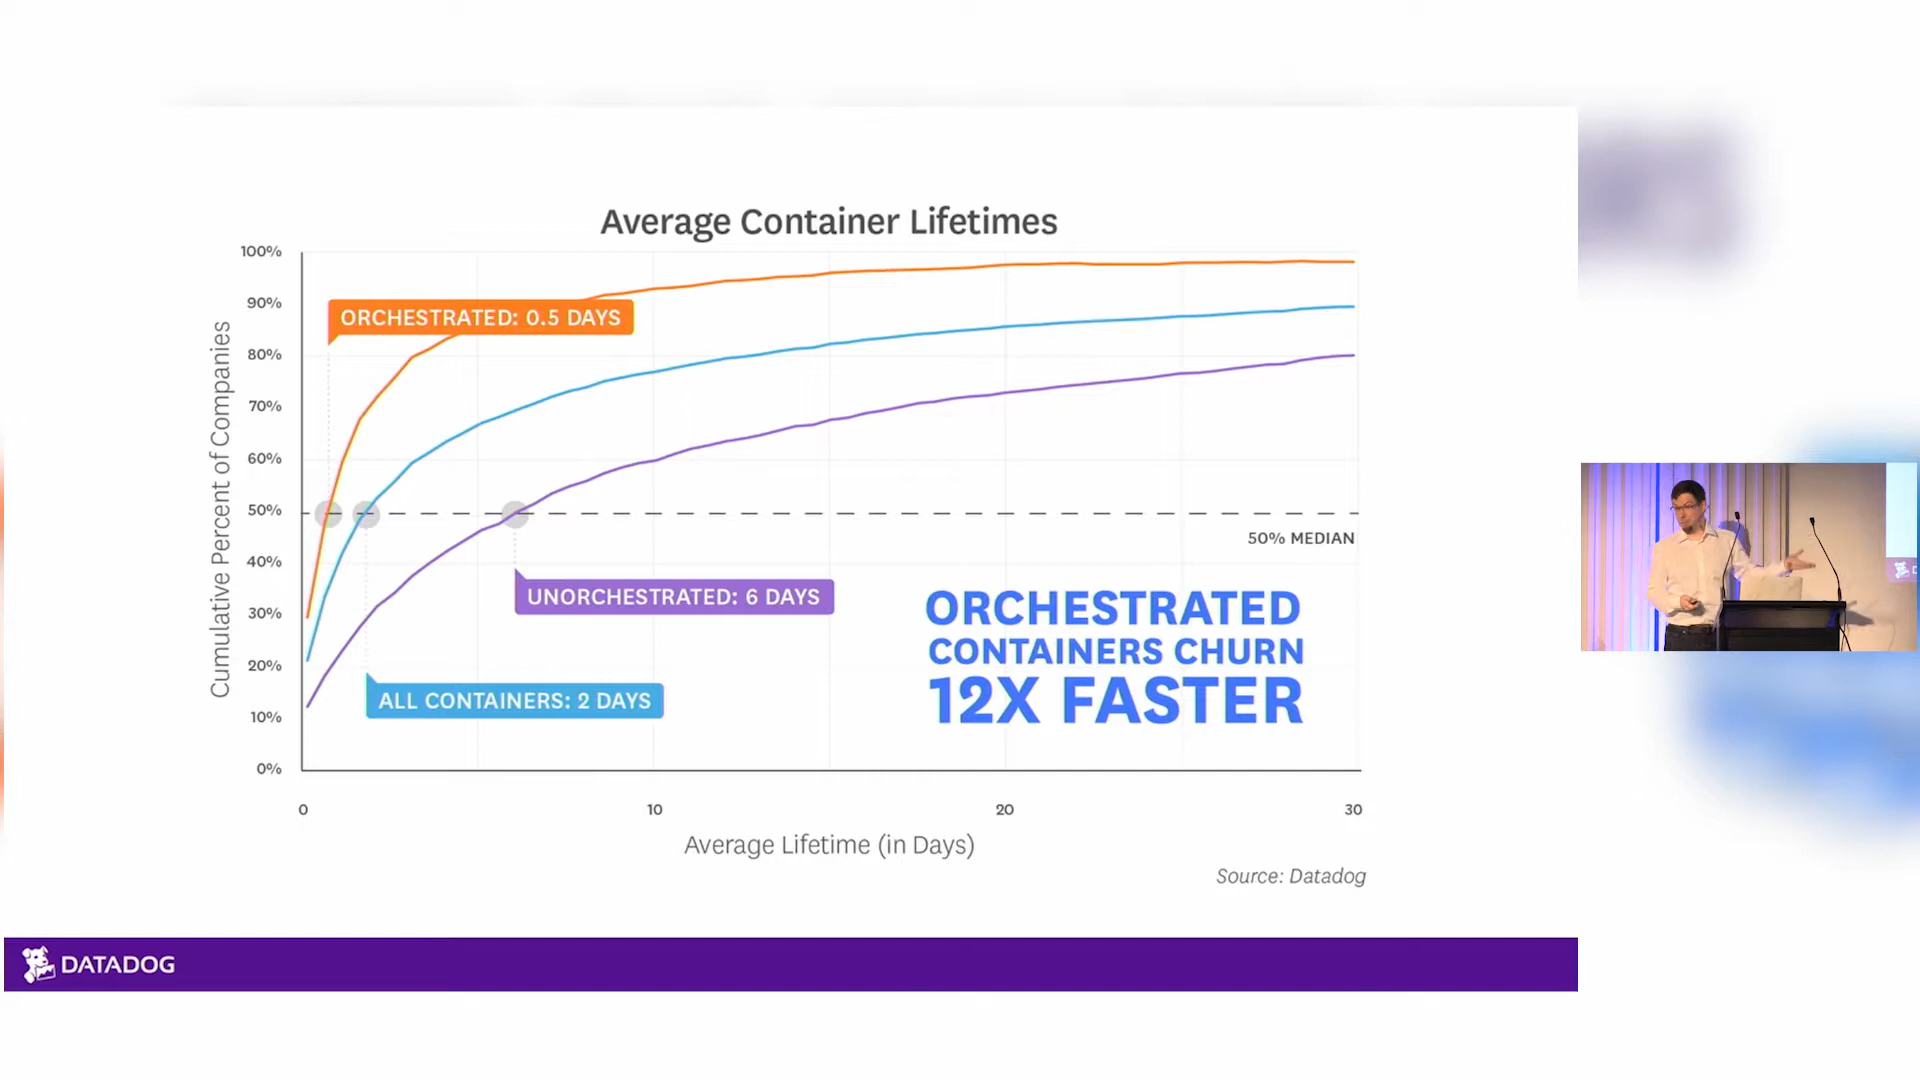 Average Container Lifetimes
100%
90%
80%
70%
60%
50%
40%
30%
20%
10%
0%
Cumulative Percent of Companies
ORCHESTRATED: 0.5 DAYS
50% MEDIAN
UNORCHESTRATED: 6 DAYS
ALL CONTAINERS: 2 DAYS
ORCHESTRATED
CONTAINERS CHURN
12X FASTER
0
10
20
30
Average Lifetime (in Days)
Source: Datadog
DATADOG